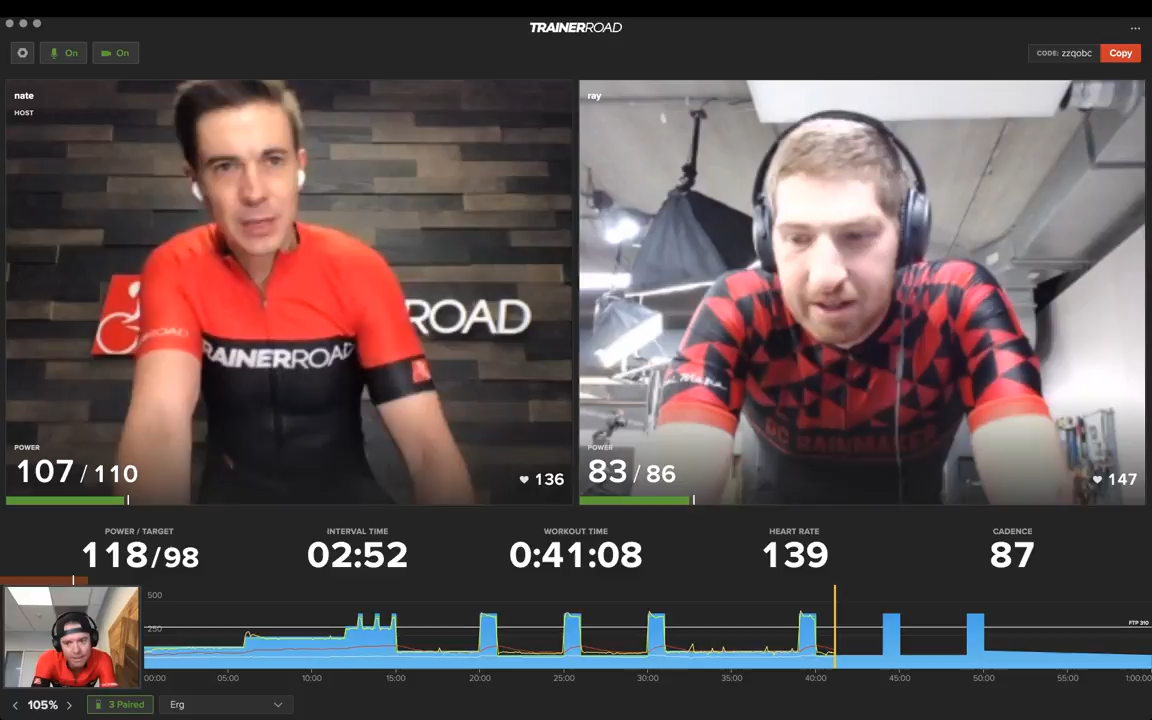 TRAINERROAD
On
On
CODE: zzqobc
Copy
nate
HOST
ray
ROAD
TRAINERROAD
DC RAINMAKER
POWER
107 / 110
136
POWER
83 / 86
147
POWER / TARGET
118/98
INTERVAL TIME
02:52
WORKOUT TIME
0:41:08
HEART RATE
139
CADENCE
87
500
250
FTP 310
00:00
05:00
10:00
15:00
20:00
25:00
30:00
35:00
40:00
45:00
50:00
55:00
1:00:00
105%
3 Paired
Erg